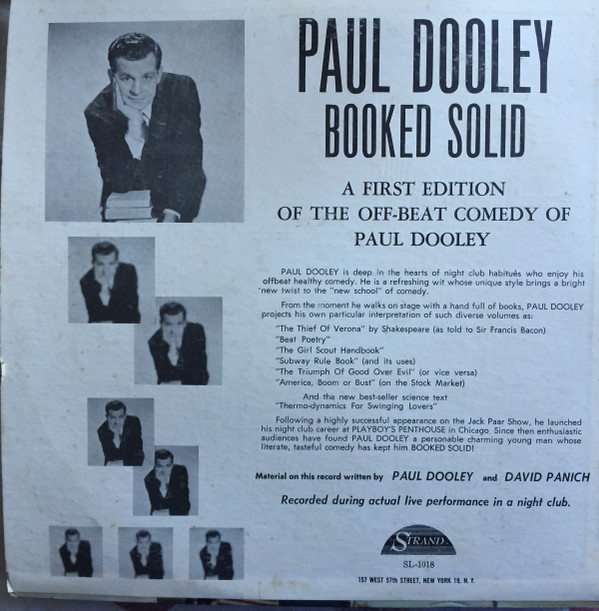 PAUL DOOLEY
BOOKED SOLID
A FIRST EDITION
OF THE OFF-BEAT COMEDY OF
PAUL DOOLEY
PAUL DOOLEY is deep in the hearts of night club habitués who enjoy his
offbeat healthy comedy. He is a refreshing wit whose unique style brings a bright
new twist to the "new school" of comedy.
From the moment he walks on stage with a hand full of books, PAUL DOOLEY
projects his own particular interpretation of such diverse volumes as:
"The Thief Of Verona" by Shakespeare (as told to Sir Francis Bacon)
"Beat Poetry"
"The Girl Scout Handbook"
"Subway Rule Book" (and its uses)
"The Triumph Of Good Over Evil" (or vice versa)
"America, Boom or Bust" (on the Stock Market)
And the new best-seller science text
"Thermo-dynamics For Swinging Lovers"
Following a highly successful appearance on the Jack Paar Show, he launched
his night club career at PLAYBOY'S PENTHOUSE in Chicago. Since then enthusiastic
audiences have found PAUL DOOLEY a personable charming young man whose
literate, tasteful comedy has kept him BOOKED SOLID!
Material on this record written by PAUL DOOLEY and DAVID PANICH
Recorded during actual live performance in a night club.
STRAND
SL-1018
157 WEST 57th STREET, NEW YORK 19, N. Y.